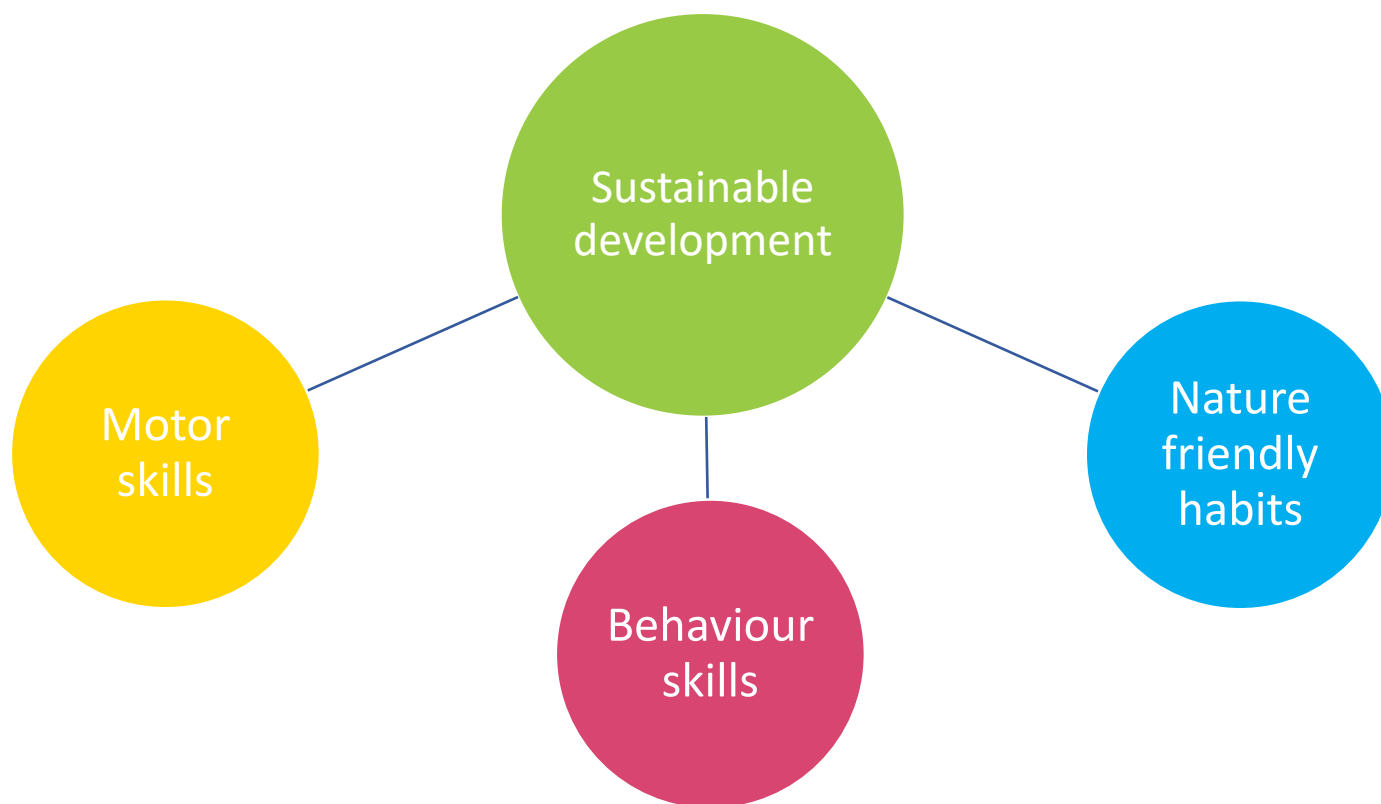 Sustainable
development
Motor
skills
Behaviour
skills
Nature
friendly
habits